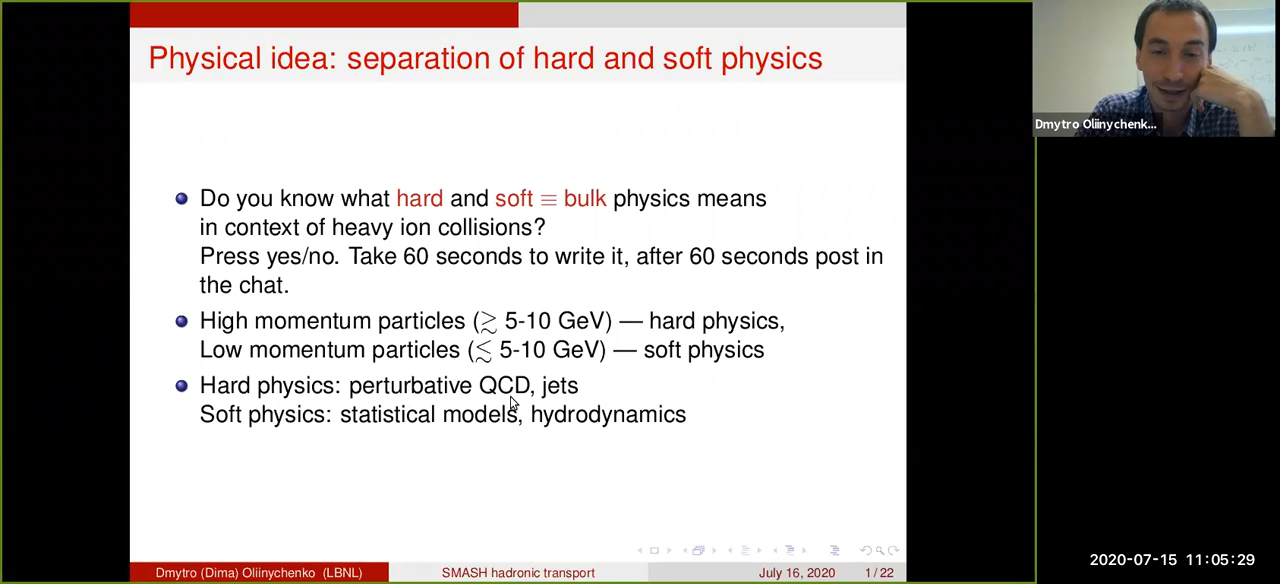 Physical idea: separation of hard and soft physics
Do you know what hard and soft ≡ bulk physics means
in context of heavy ion collisions?
Press yes/no. Take 60 seconds to write it, after 60 seconds post in
the chat.
High momentum particles (≳ 5-10 GeV) — hard physics,
Low momentum particles (≲ 5-10 GeV) — soft physics
Hard physics: perturbative QCD, jets
Soft physics: statistical models, hydrodynamics
Dmytro (Dima) Oliinychenko (LBNL)
SMASH hadronic transport
July 16, 2020
1 / 22
Dmytro Oliinychenk...
2020-07-15 11:05:29